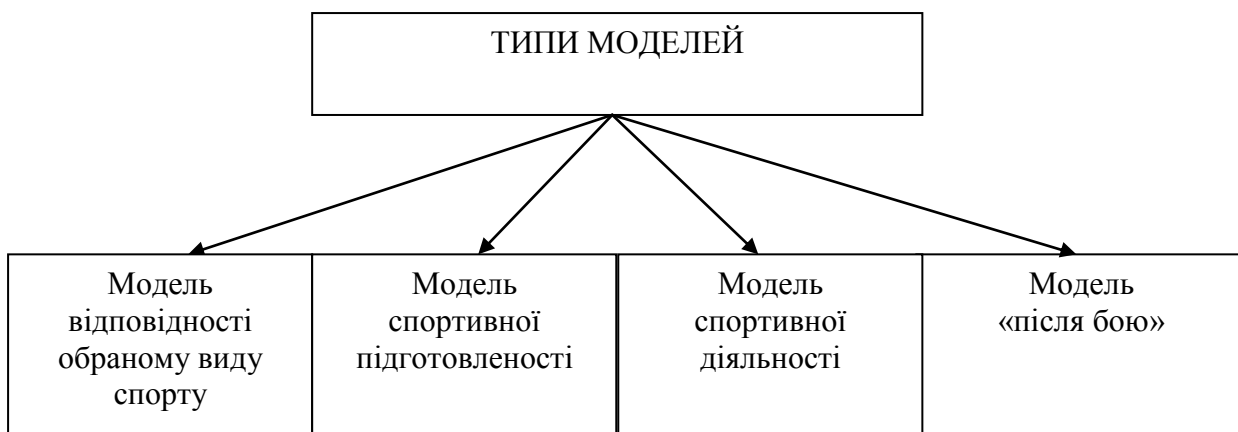 ТИПИ МОДЕЛЕЙ
Модель
відповідності
обраному виду
спорту
Модель
спортивної
підготовленості
Модель
спортивної
діяльності
Модель
«після бою»